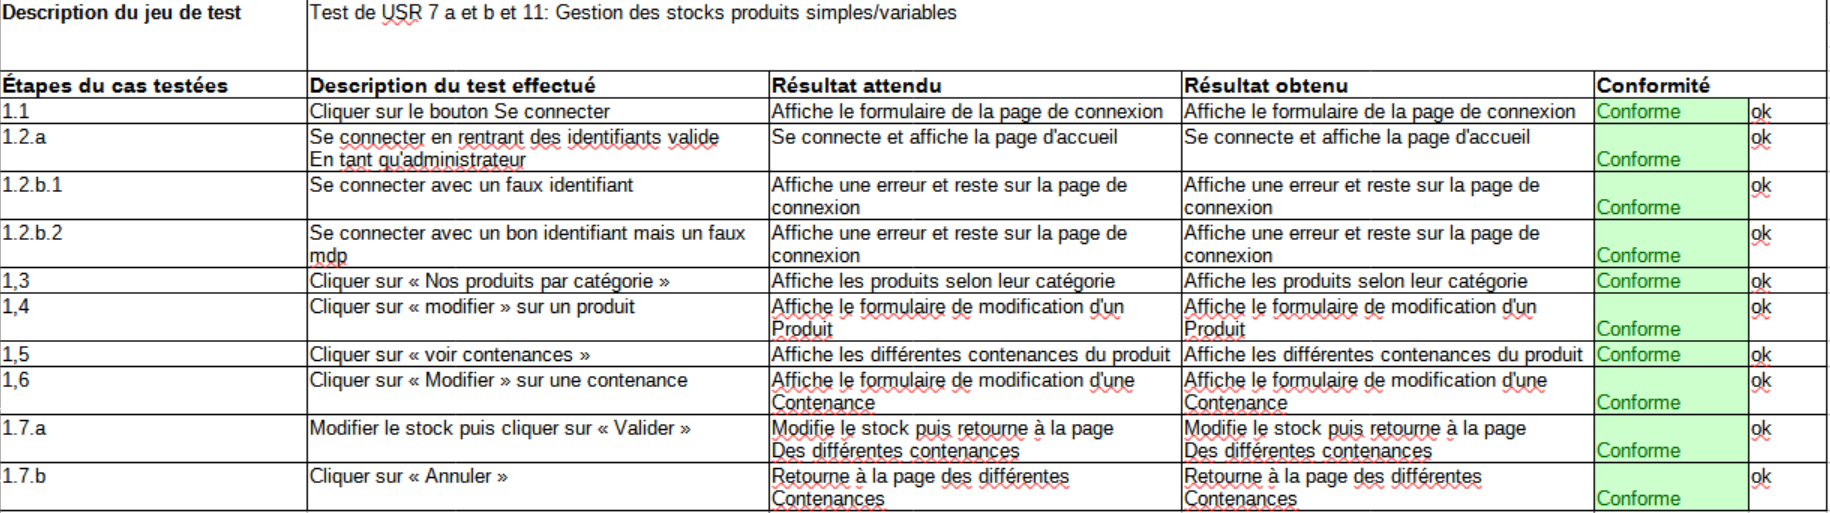 Description du jeu de test Test de USR 7 a et b et 11: Gestion des stocks produits simples/variables
Étapes du cas testées Description du test effectué Résultat attendu Résultat obtenu Conformité
1.1 Cliquer sur le bouton Se connecter Affiche le formulaire de la page de connexion Affiche le formulaire de la page de connexion Conforme ok
1.2.a Se connecter en rentrant des identifiants valide Se connecte et affiche la page d'accueil Se connecte et affiche la page d'accueil ok
En tant qu'administrateur Conforme
1.2.b.1 Se connecter avec un faux identifiant Affiche une erreur et reste sur la page de Affiche une erreur et reste sur la page de ok
connexion connexion Conforme
1.2.b.2 Se connecter avec un bon identifiant mais un faux Affiche une erreur et reste sur la page de Affiche une erreur et reste sur la page de ok
mdp connexion connexion Conforme
1,3 Cliquer sur « Nos produits par catégorie » Affiche les produits selon leur catégorie Affiche les produits selon leur catégorie Conforme ok
1,4 Cliquer sur « modifier » sur un produit Affiche le formulaire de modification d'un Affiche le formulaire de modification d'un ok
Produit Produit Conforme
1,5 Cliquer sur « voir contenances » Affiche les différentes contenances du produit Affiche les différentes contenances du produit Conforme ok
1,6 Cliquer sur « Modifier » sur une contenance Affiche le formulaire de modification d'une Affiche le formulaire de modification d'une ok
Contenance Contenance Conforme
1.7.a Modifier le stock puis cliquer sur « Valider » Modifie le stock puis retourne à la page Modifie le stock puis retourne à la page ok
Des différentes contenances Des différentes contenances Conforme
1.7.b Cliquer sur « Annuler » Retourne à la page des différentes Retourne à la page des différentes ok
Contenances Contenances Conforme